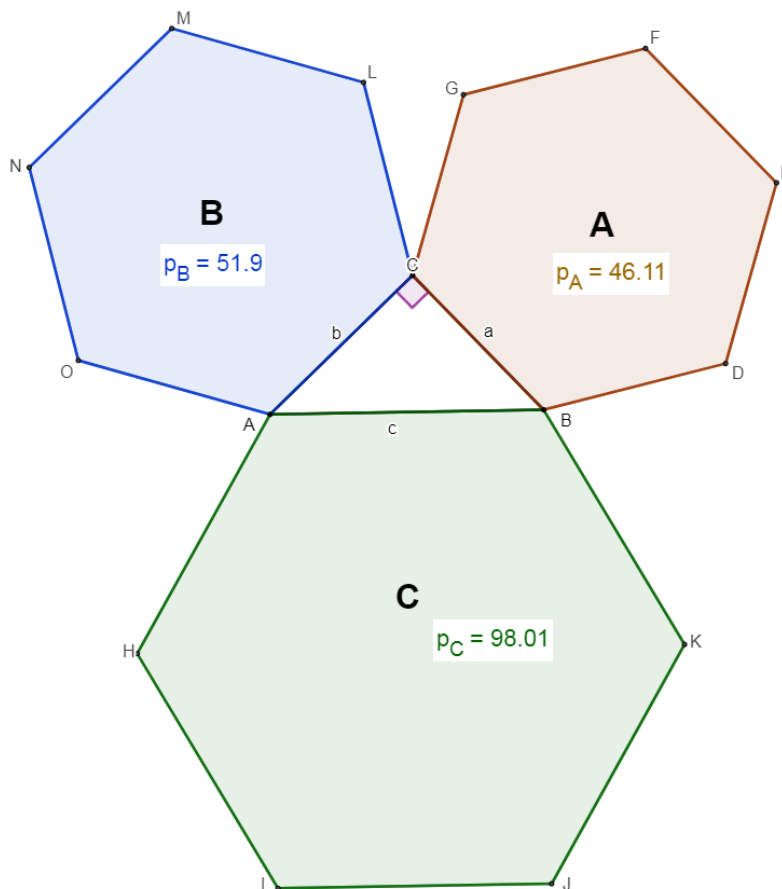 M
F
L
G
N
B
A
p_B = 51.9
C
p_A = 46.11
b
a
O
D
A
c
B
C
p_C = 98.01
H
K
J